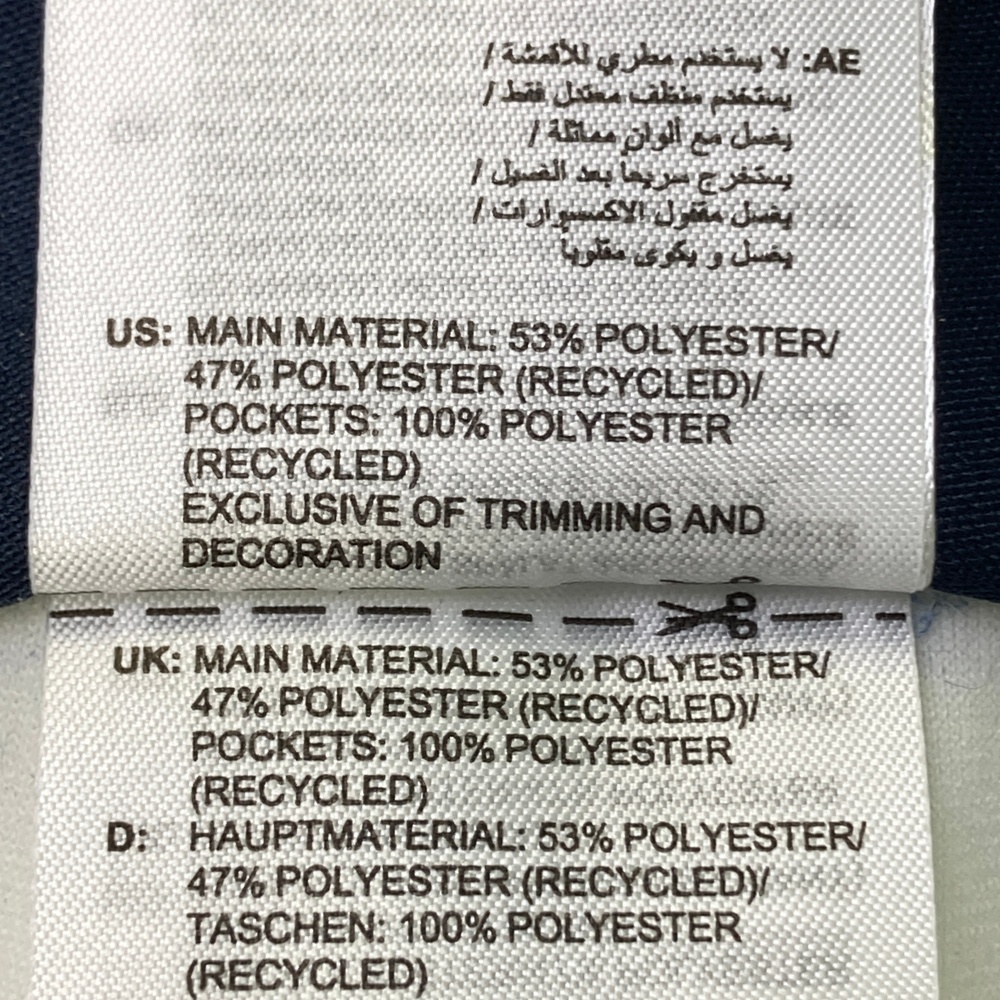 AE: لا يستخدم مطري للأقمشة /
يستخدم منظف معتدل فقط /
يغسل مع ألوان مماثلة /
يستخرج سريعا بعد الغسيل /
يغسل مقفول الاكسسوارات /
يغسل و يكوى مقلوباً
US: MAIN MATERIAL: 53% POLYESTER/
47% POLYESTER (RECYCLED)/
POCKETS: 100% POLYESTER
(RECYCLED)
EXCLUSIVE OF TRIMMING AND
DECORATION
UK: MAIN MATERIAL: 53% POLYESTER/
47% POLYESTER (RECYCLED)/
POCKETS: 100% POLYESTER
(RECYCLED)
D: HAUPTMATERIAL: 53% POLYESTER/
47% POLYESTER (RECYCLED)/
TASCHEN: 100% POLYESTER
(RECYCLED)